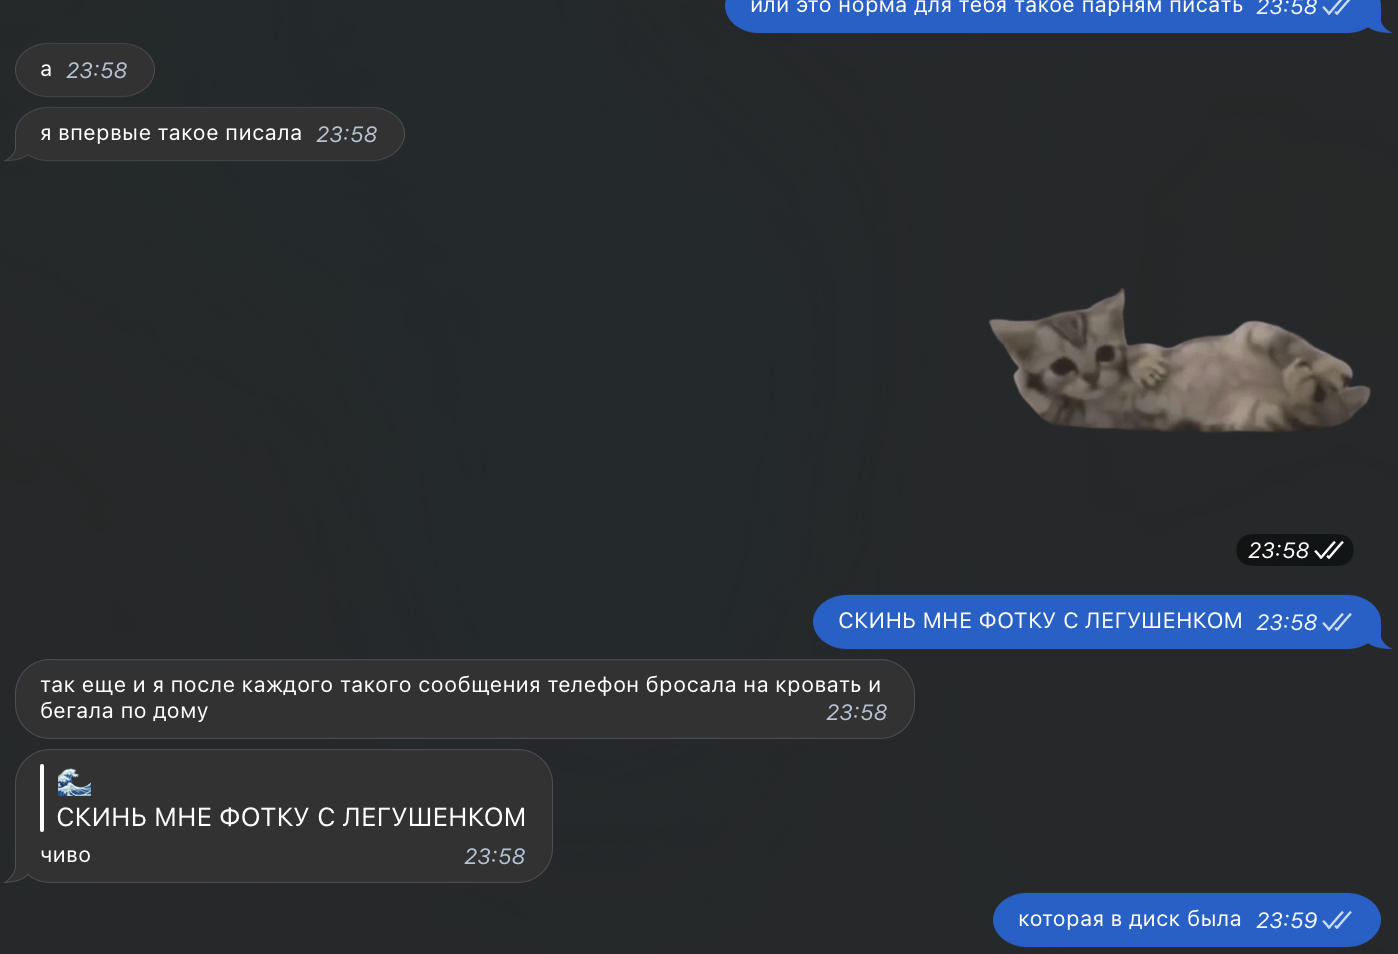 или это норма для тебя такое парням писать 23:58
а 23:58
я впервые такое писала 23:58
23:58
СКИНЬ МНЕ ФОТКУ С ЛЕГУШЕНКОМ 23:58
так еще и я после каждого такого сообщения телефон бросала на кровать и
бегала по дому 23:58
🌊
СКИНЬ МНЕ ФОТКУ С ЛЕГУШЕНКОМ
чиво 23:58
которая в диск была 23:59